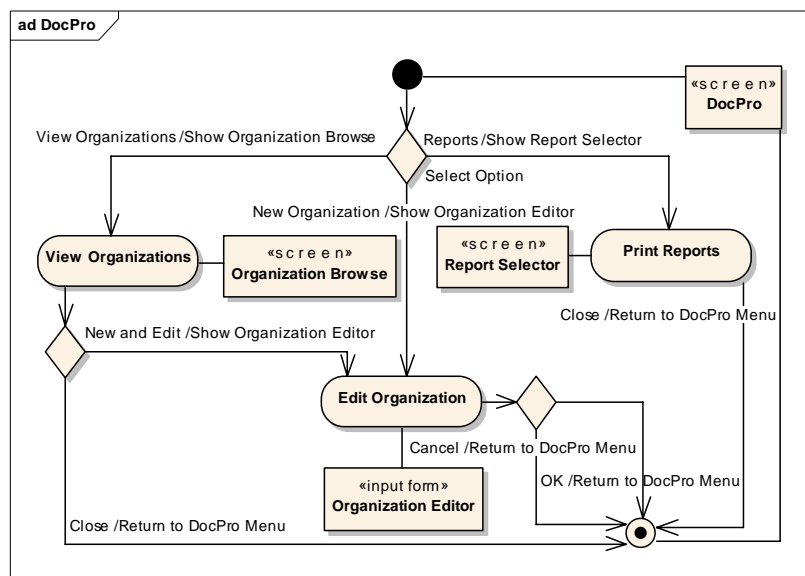 ad DocPro
«screen»
DocPro
View Organizations /Show Organization Browse
Reports /Show Report Selector
Select Option
New Organization /Show Organization Editor
View Organizations
«screen»
Organization Browse
«screen»
Report Selector
Print Reports
Close /Return to DocPro Menu
New and Edit /Show Organization Editor
Edit Organization
Cancel /Return to DocPro Menu
«input form»
Organization Editor
OK /Return to DocPro Menu
Close /Return to DocPro Menu